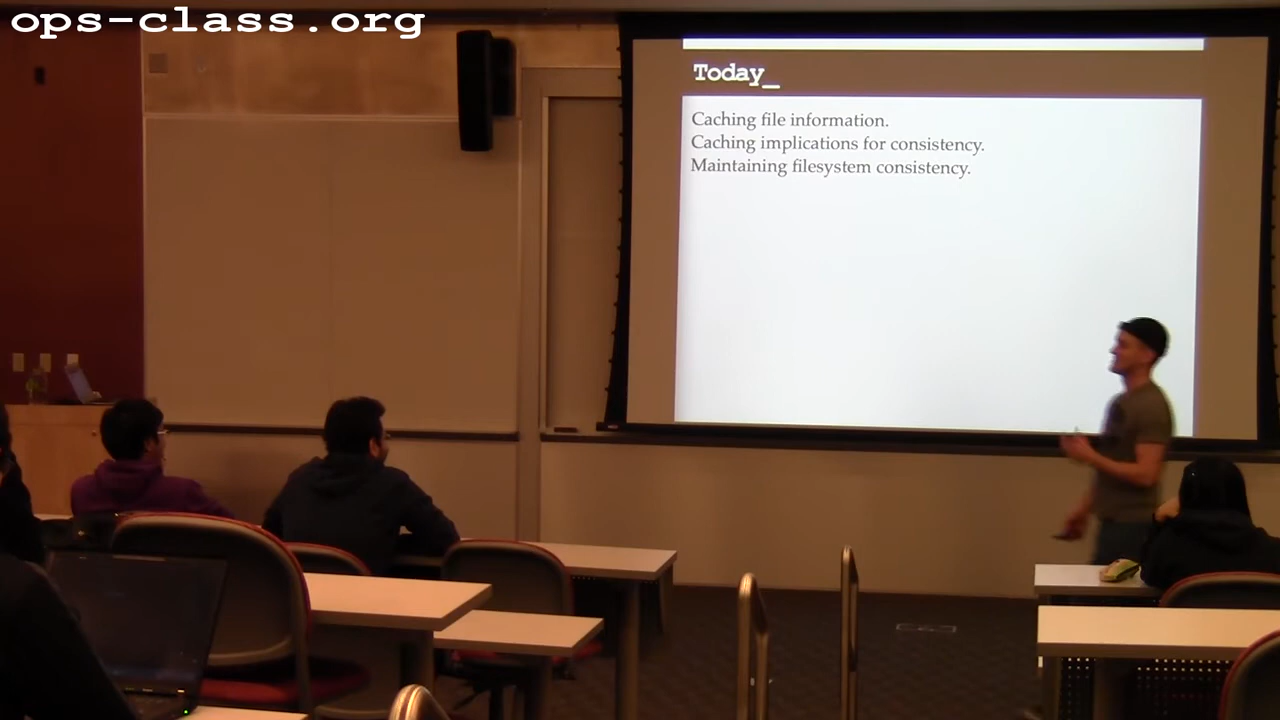 ops-class.org
Today_
Caching file information.
Caching implications for consistency.
Maintaining filesystem consistency.